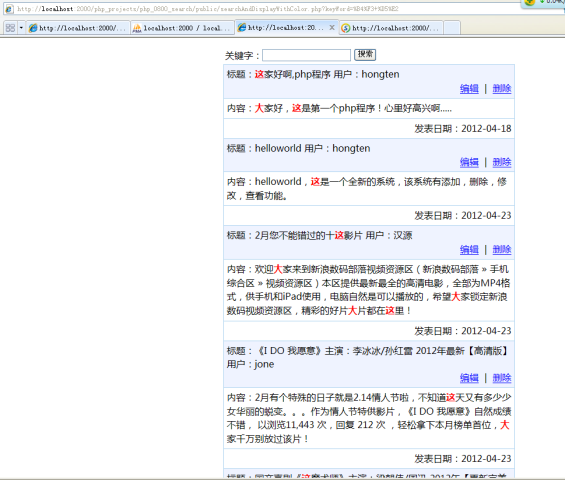 http://localhost:2000/php_projects/php_0800_search/public/searchAndDisplayWithColor.php?keyWord=
http://localhost:2000/... localhost:2000 / local... http://localhost:20... http://localhost:2000/...
关键字： 搜索
标题：这家好啊,php程序 用户：hongten
编辑 | 删除
内容：大家好，这是第一个php程序！心里好高兴啊.....
发表日期：2012-04-18
标题：helloworld 用户：hongten
编辑 | 删除
内容：helloworld，这是一个全新的系统，该系统有添加，删除，修
改，查看功能。
发表日期：2012-04-23
标题：2月您不能错过的十这影片 用户：汉源
编辑 | 删除
内容：欢迎大家来到新浪数码部落视频资源区（新浪数码部落 » 手机
综合区 » 视频资源区）本区提供最新最全的高清电影，全部为MP4格
式，供手机和iPad使用，电脑自然是可以播放的，希望大家锁定新浪
数码视频资源区，精彩的好片大片都在这里！
发表日期：2012-04-23
标题：《I DO 我愿意》主演：李冰冰/孙红雷 2012年最新【高清版】
用户：jone
编辑 | 删除
内容：2月有个特殊的日子就是2.14情人节啦，不知道这天又有多少少
女华丽的蜕变。。。作为情人节特供影片，《I DO 我愿意》自然成绩
不错， 以浏览11,443 次，回复 212 次 ，轻松拿下本月榜单首位，大
家千万别放过该片！
发表日期：2012-04-23